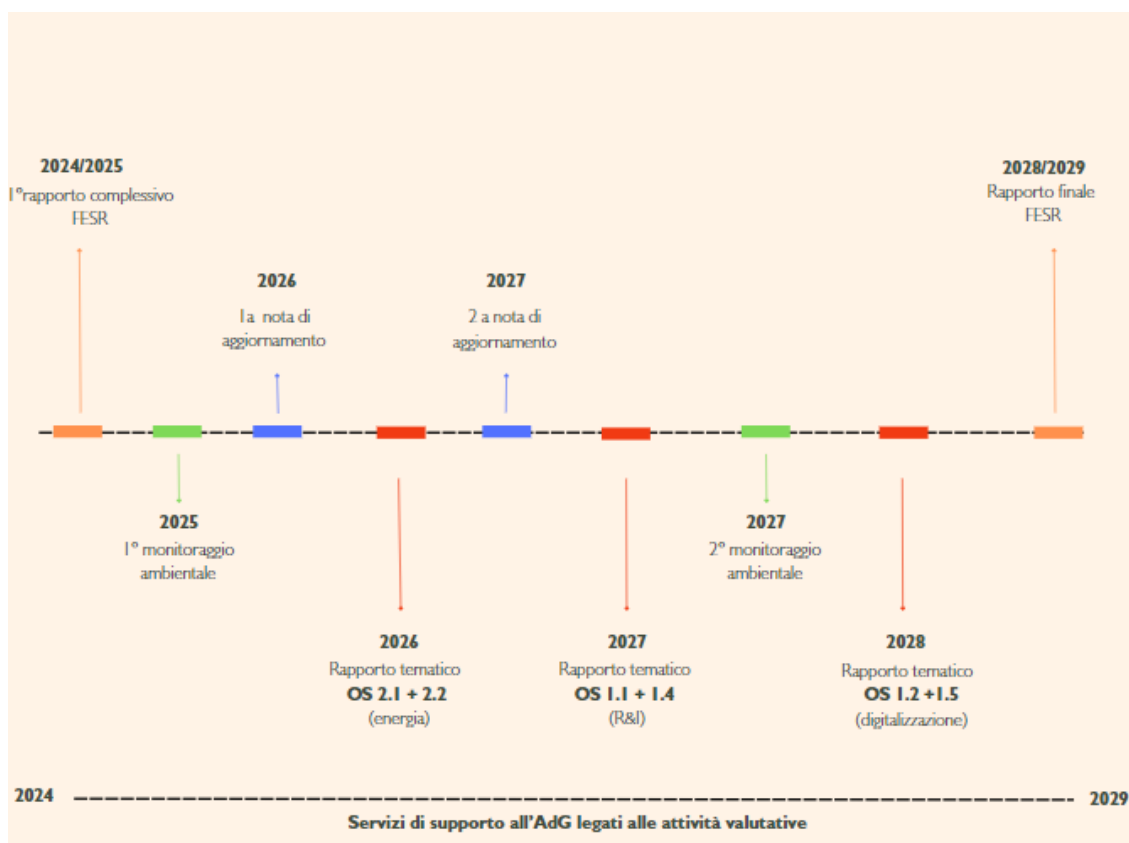 2024/2025
1°rapporto complessivo
FESR
2028/2029
Rapporto finale
FESR
2026
1a nota di
aggiornamento
2027
2 a nota di
aggiornamento
2025
1° monitoraggio
ambientale
2027
2° monitoraggio
ambientale
2026
Rapporto tematico
OS 2.1 + 2.2
(energia)
2027
Rapporto tematico
OS 1.1 + 1.4
(R&I)
2028
Rapporto tematico
OS 1.2 +1.5
(digitalizzazione)
2024
2029
Servizi di supporto all'AdG legati alle attività valutative